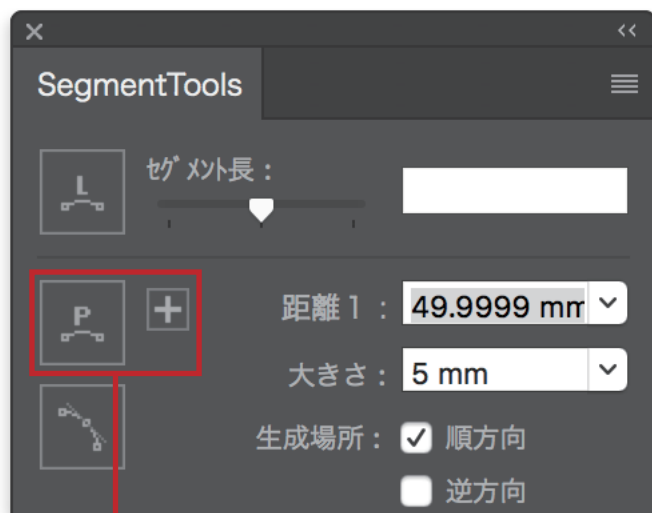 SegmentTools
L
ｾｸﾞﾒﾝﾄ長：
P
距離 1 ： 49.9999 mm
大きさ： 5 mm
生成場所： 順方向
逆方向